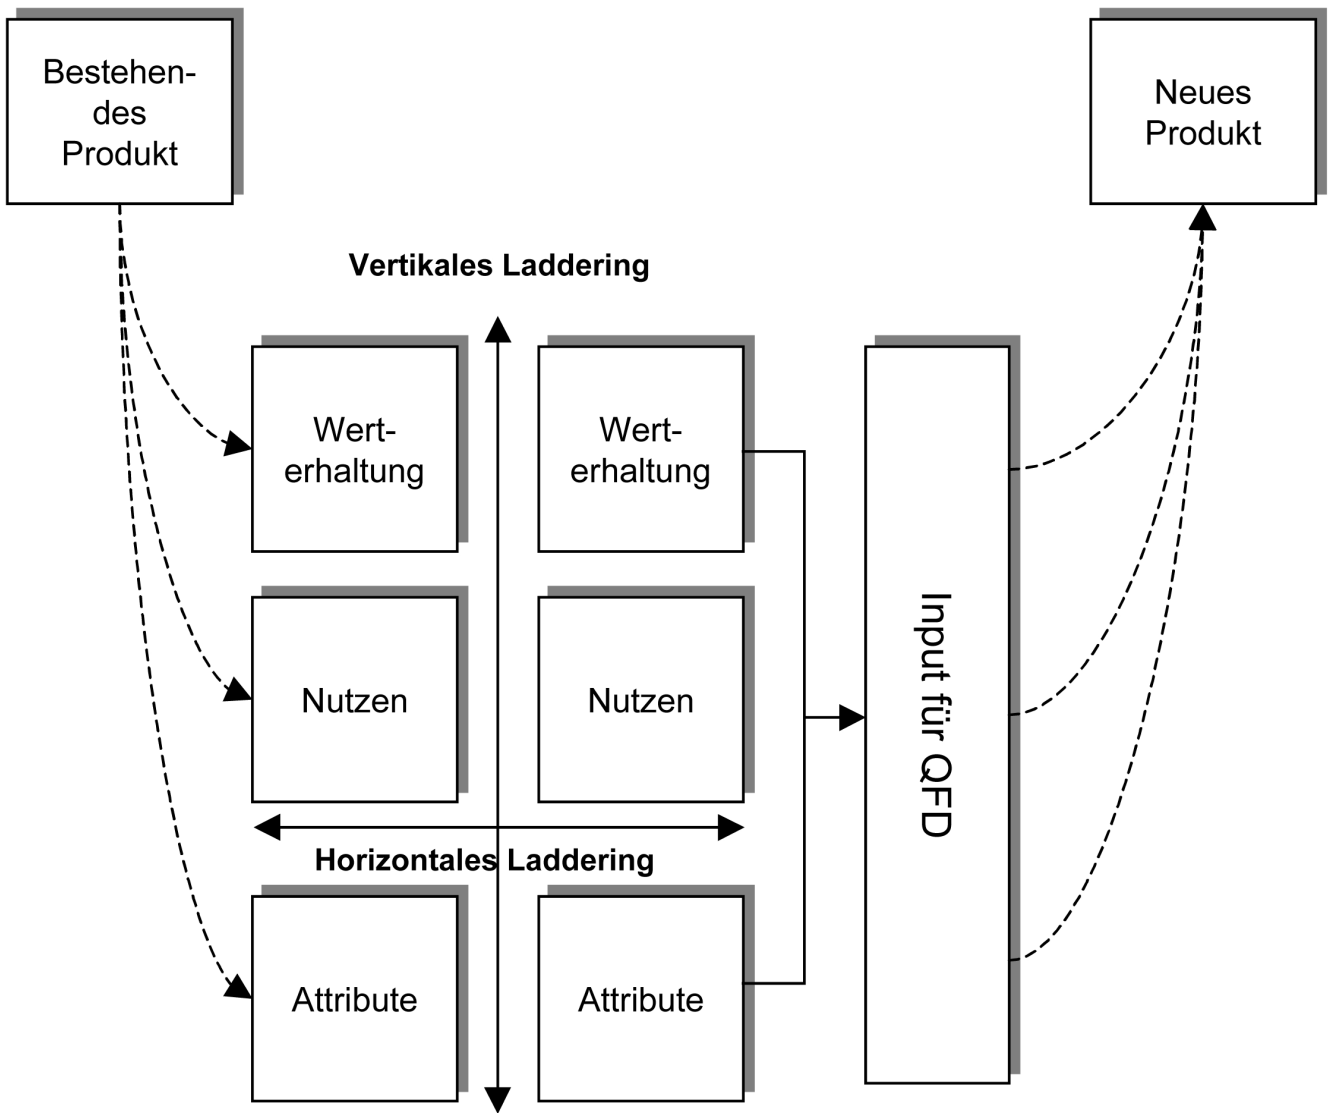 Bestehen-
des
Produkt
Neues
Produkt
Vertikales Laddering
Wert-
erhaltung
Wert-
erhaltung
Nutzen
Nutzen
Input für QFD
Horizontales Laddering
Attribute
Attribute